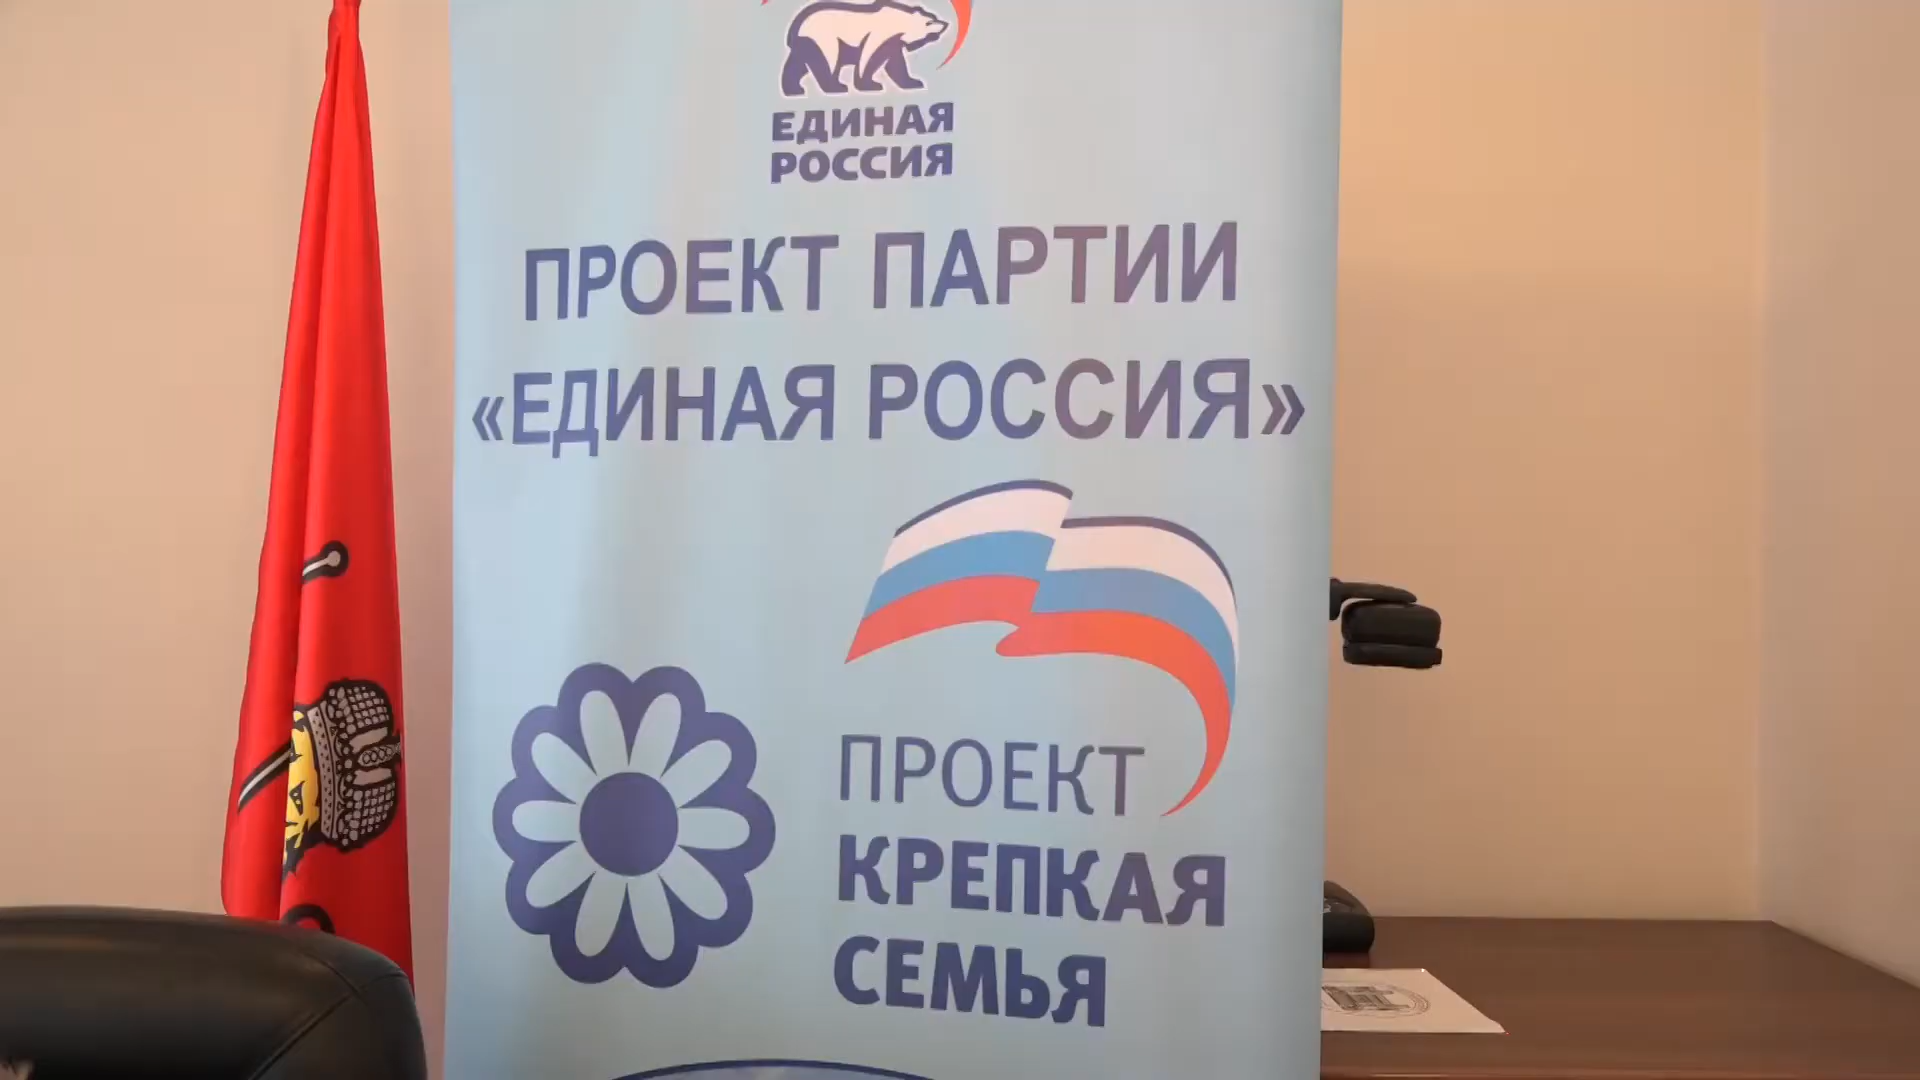 ЕДИНАЯ
РОССИЯ
ПРОЕКТ ПАРТИИ
«ЕДИНАЯ РОССИЯ»
ПРОЕКТ
КРЕПКАЯ
СЕМЬЯ